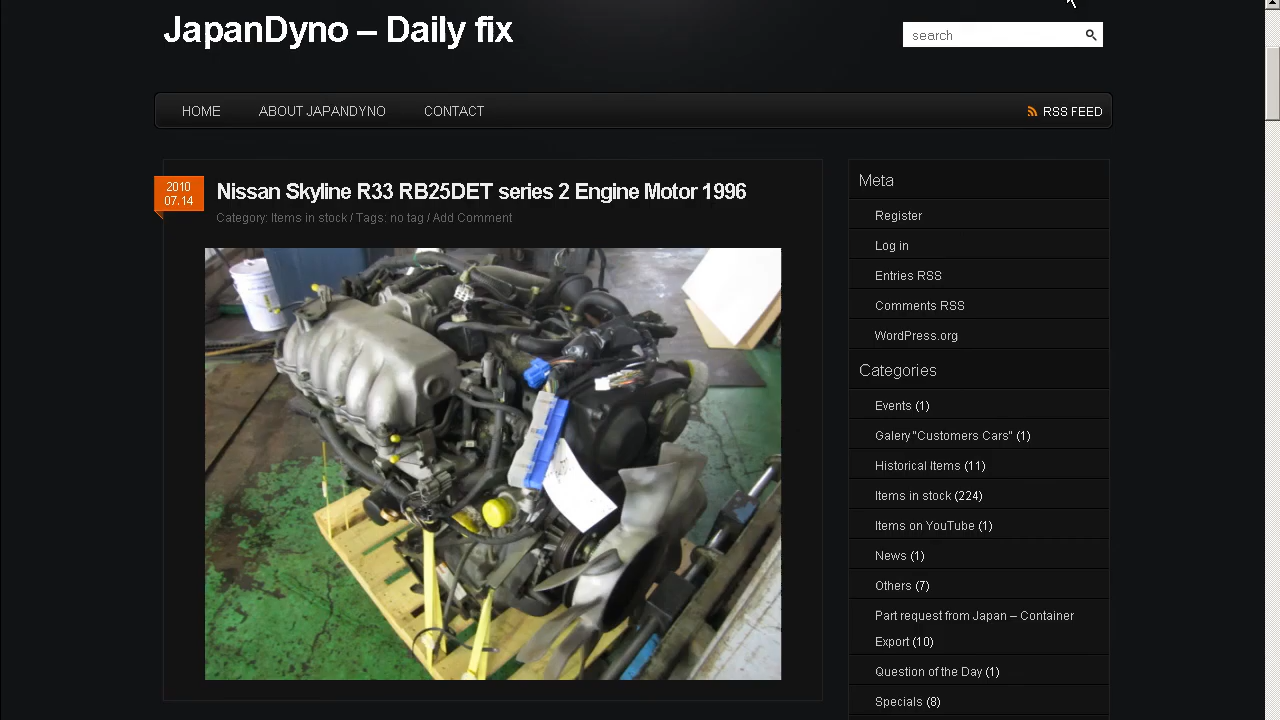 JapanDyno – Daily fix
search
HOME ABOUT JAPANDYNO CONTACT RSS FEED
2010
07.14
Nissan Skyline R33 RB25DET series 2 Engine Motor 1996
Category: Items in stock / Tags: no tag / Add Comment
Meta
Register
Log in
Entries RSS
Comments RSS
WordPress.org
Categories
Events (1)
Galery"Customers Cars" (1)
Historical Items (11)
Items in stock (224)
Items on YouTube (1)
News (1)
Others (7)
Part request from Japan – Container
Export (10)
Question of the Day (1)
Specials (8)